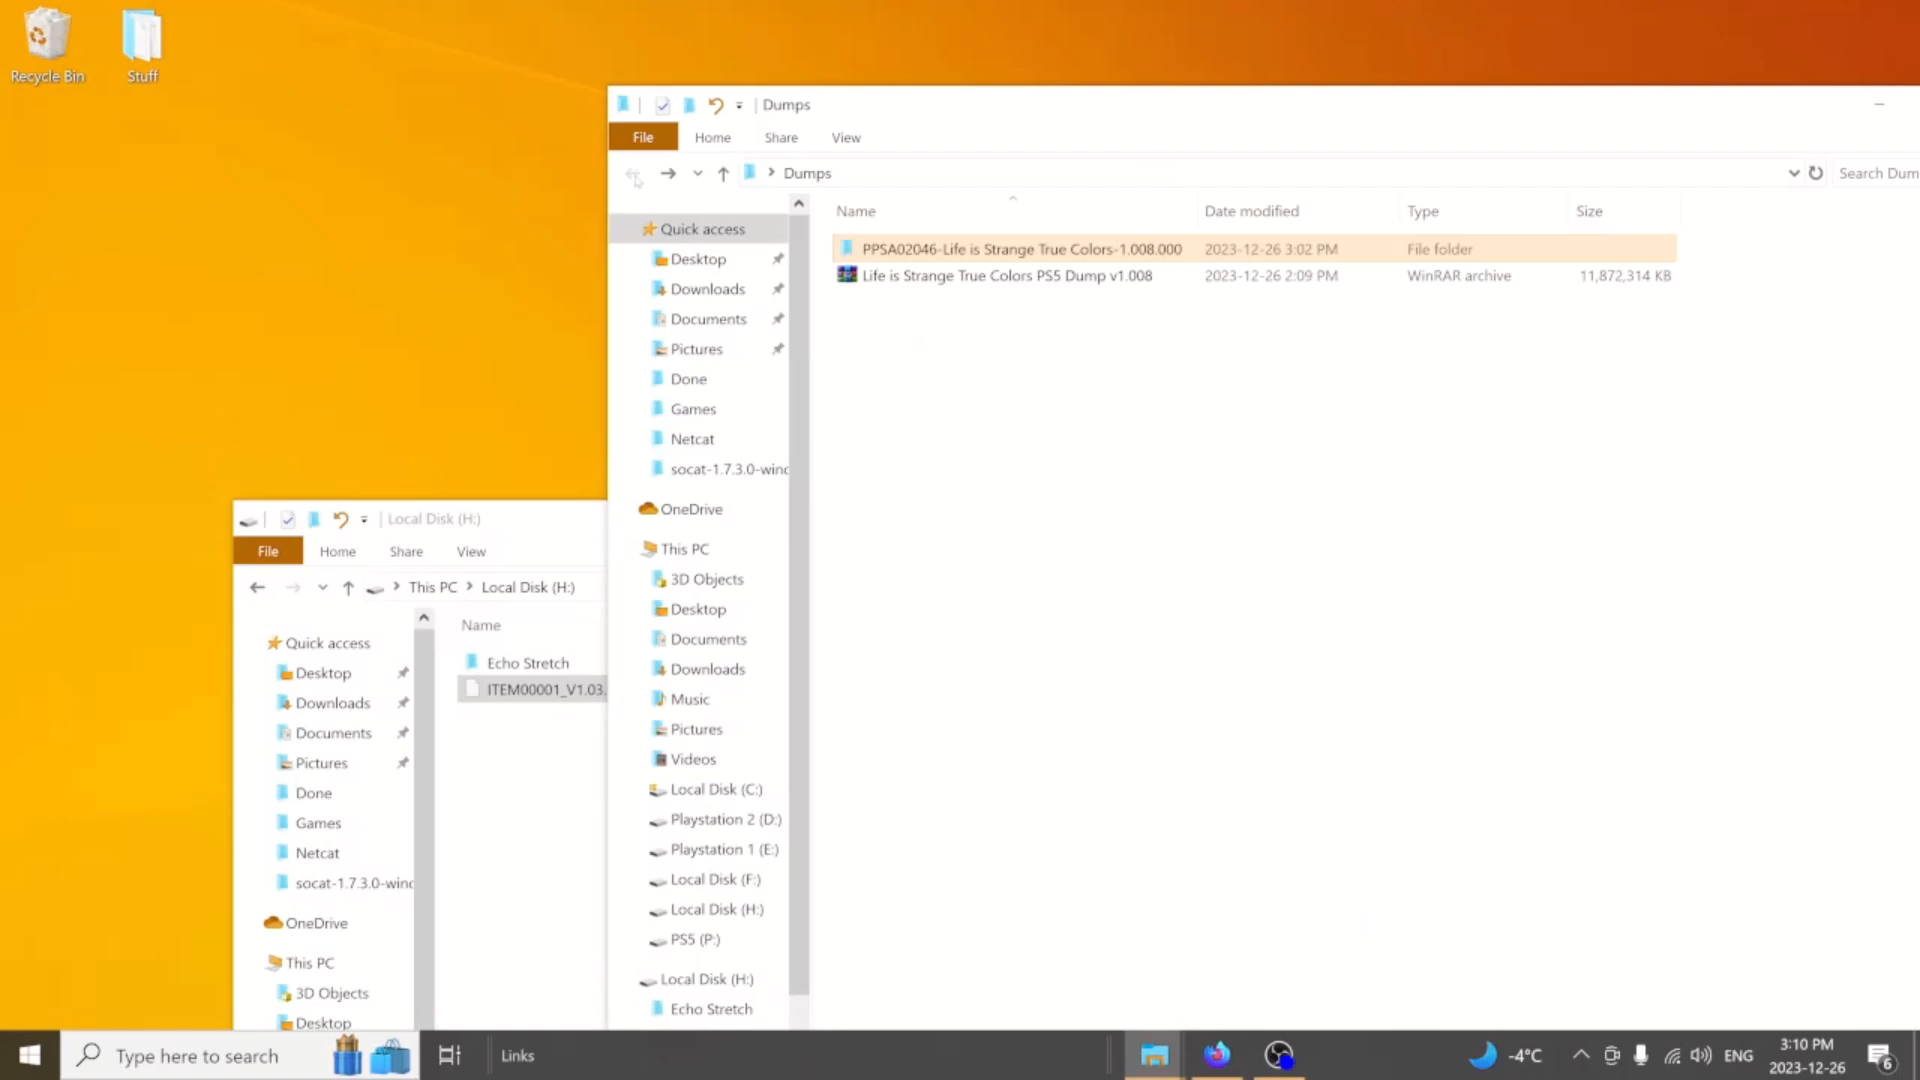 Recycle Bin
Stuff
Dumps
File Home Share View
Dumps
Search Dum
Name Date modified Type Size
PPSA02046-Life is Strange True Colors-1.008.000 2023-12-26 3:02 PM File folder
Life is Strange True Colors PS5 Dump v1.008 2023-12-26 2:09 PM WinRAR archive 11,872,314 KB
Quick access
Desktop
Downloads
Documents
Pictures
Done
Games
Netcat
socat-1.7.3.0-winc
OneDrive
This PC
3D Objects
Desktop
Documents
Downloads
Music
Pictures
Videos
Local Disk (C:)
Playstation 2 (D:)
Playstation 1 (E:)
Local Disk (F:)
Local Disk (H:)
PS5 (P:)
Local Disk (H:)
Echo Stretch
Local Disk (H:)
File Home Share View
This PC Local Disk (H:)
Name
Echo Stretch
ITEM00001_V1.03.
Quick access
Desktop
Downloads
Documents
Pictures
Done
Games
Netcat
socat-1.7.3.0-winc
OneDrive
This PC
3D Objects
Desktop
Type here to search
Links
-4°C
ENG
3:10 PM
2023-12-26
6